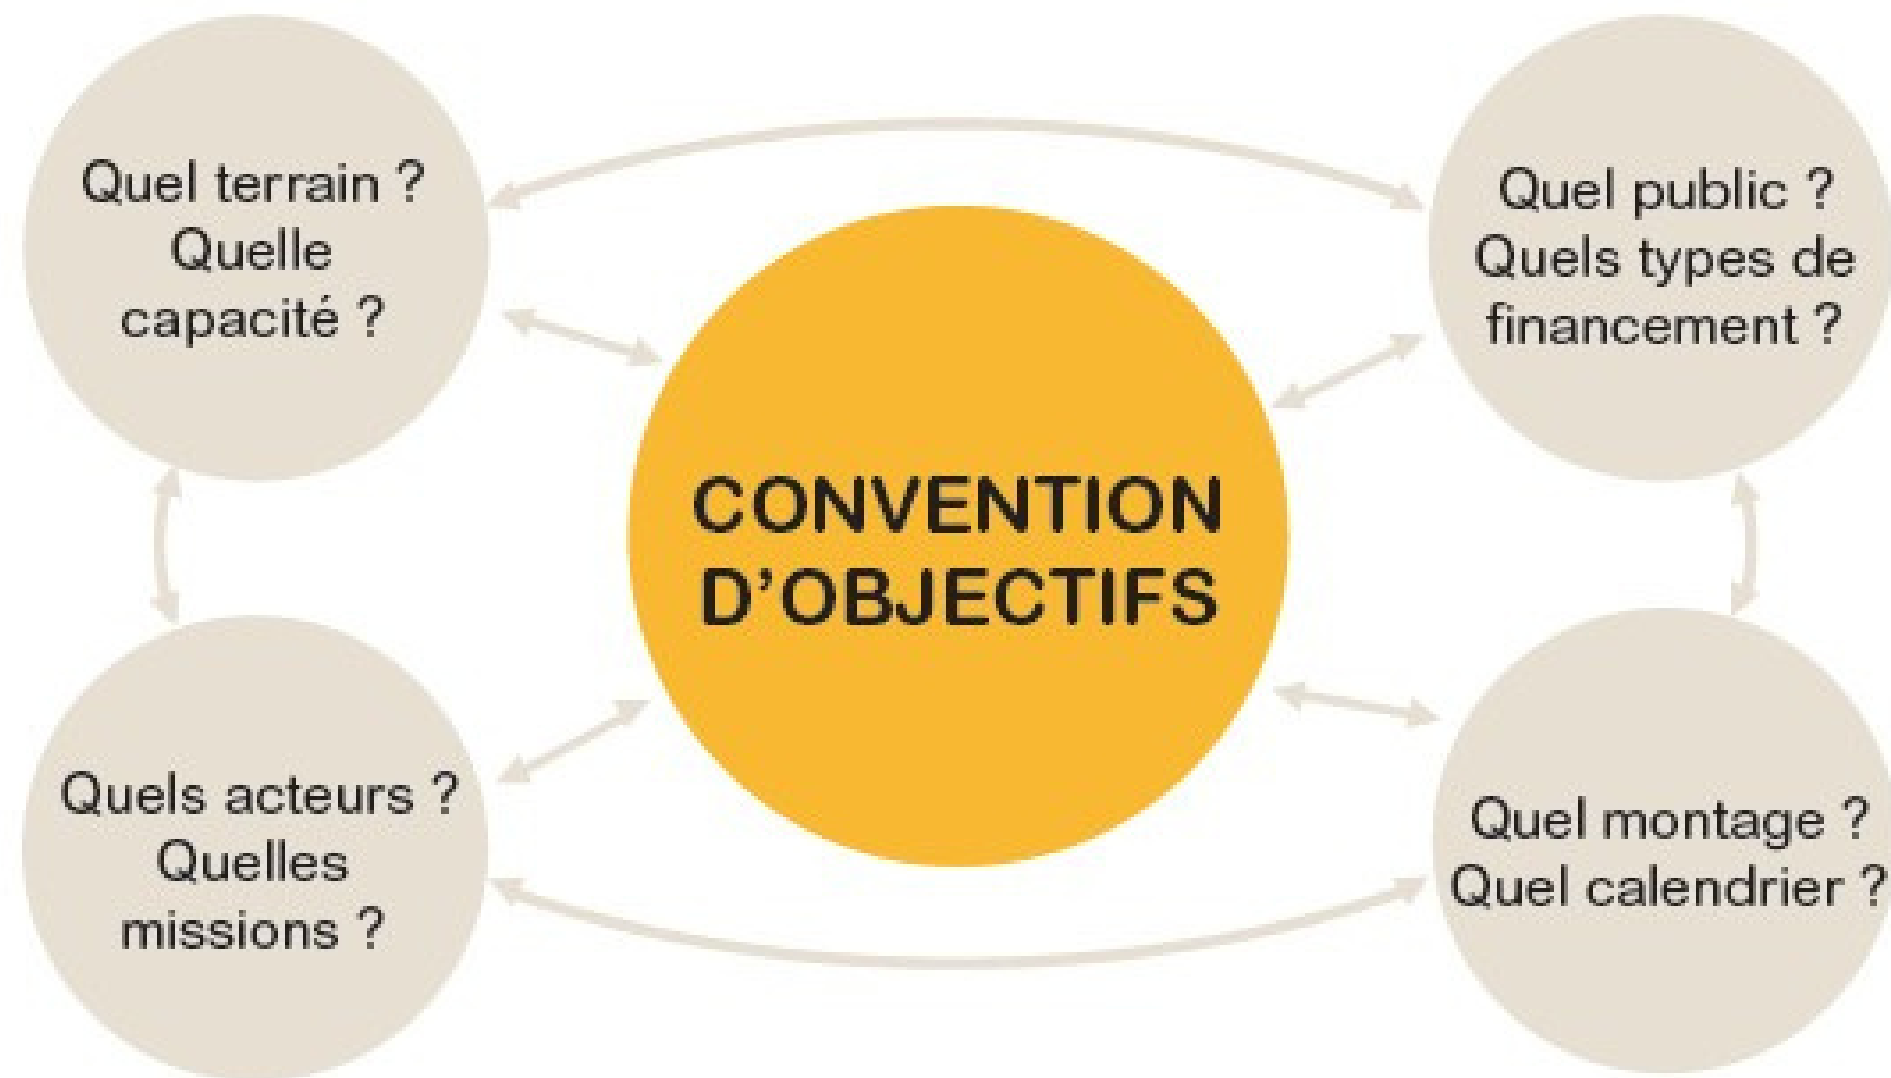 Quel terrain ?
Quelle
capacité ?
Quel public ?
Quels types de
financement ?
CONVENTION
D’OBJECTIFS
Quels acteurs ?
Quelles
missions ?
Quel montage ?
Quel calendrier ?